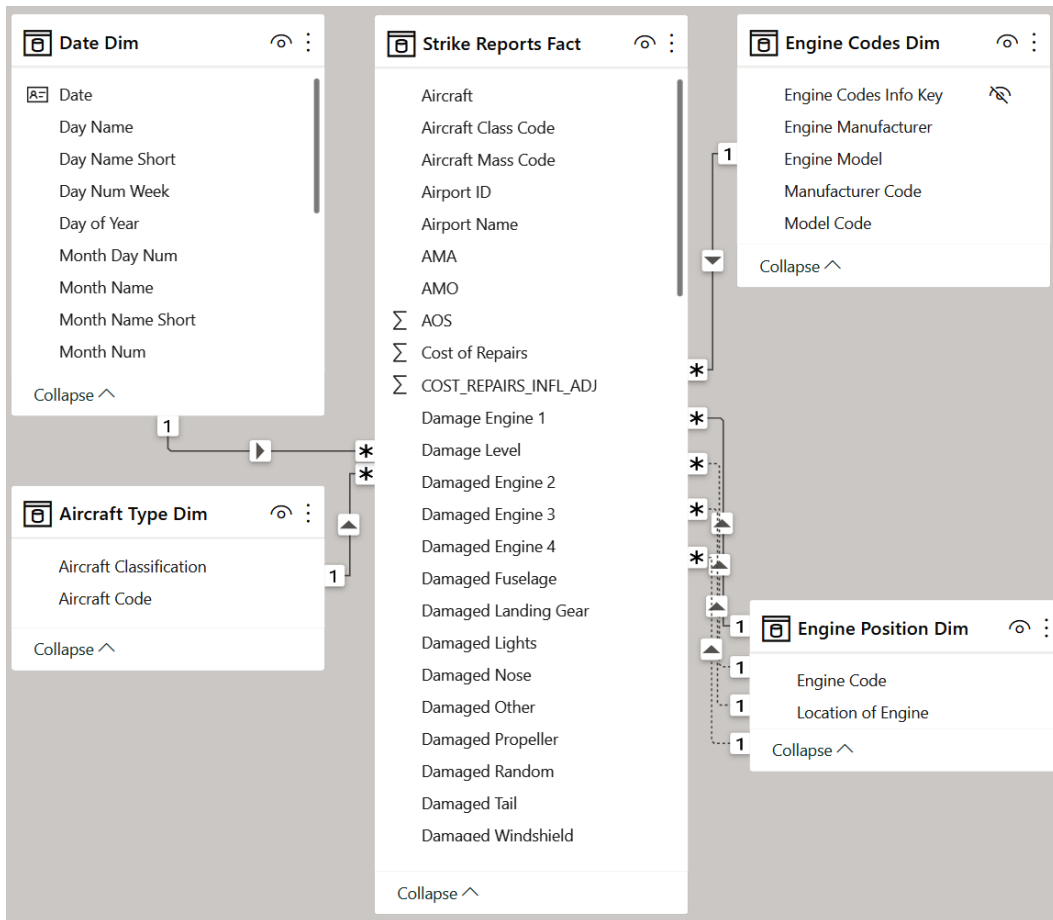 Date Dim
Date
Day Name
Day Name Short
Day Num Week
Day of Year
Month Day Num
Month Name
Month Name Short
Month Num
Collapse
1
*
*
Aircraft Type Dim
Aircraft Classification
Aircraft Code
1
Collapse
Strike Reports Fact
Aircraft
Aircraft Class Code
Aircraft Mass Code
Airport ID
Airport Name
AMA
AMO
∑ AOS
∑ Cost of Repairs
∑ COST_REPAIRS_INFL_ADJ
Damage Engine 1
Damage Level
Damaged Engine 2
Damaged Engine 3
Damaged Engine 4
Damaged Fuselage
Damaged Landing Gear
Damaged Lights
Damaged Nose
Damaged Other
Damaged Propeller
Damaged Random
Damaged Tail
Damaged Windshield
Collapse
Engine Codes Dim
Engine Codes Info Key
Engine Manufacturer
1
Engine Model
Manufacturer Code
Model Code
Collapse
*
*
*
*
*
Engine Position Dim
1
1
Engine Code
1
Location of Engine
1
Collapse